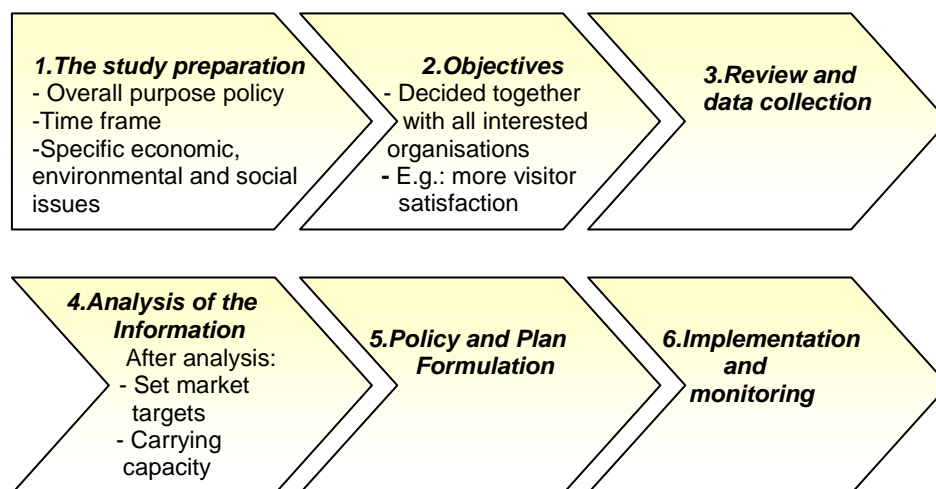 1.The study preparation
- Overall purpose policy
-Time frame
-Specific economic,
environmental and social
issues
2.Objectives
- Decided together
with all interested
organisations
- E.g.: more visitor
satisfaction
3.Review and
data collection
4.Analysis of the
Information
After analysis:
- Set market
targets
- Carrying
capacity
5.Policy and Plan
Formulation
6.Implementation
and
monitoring